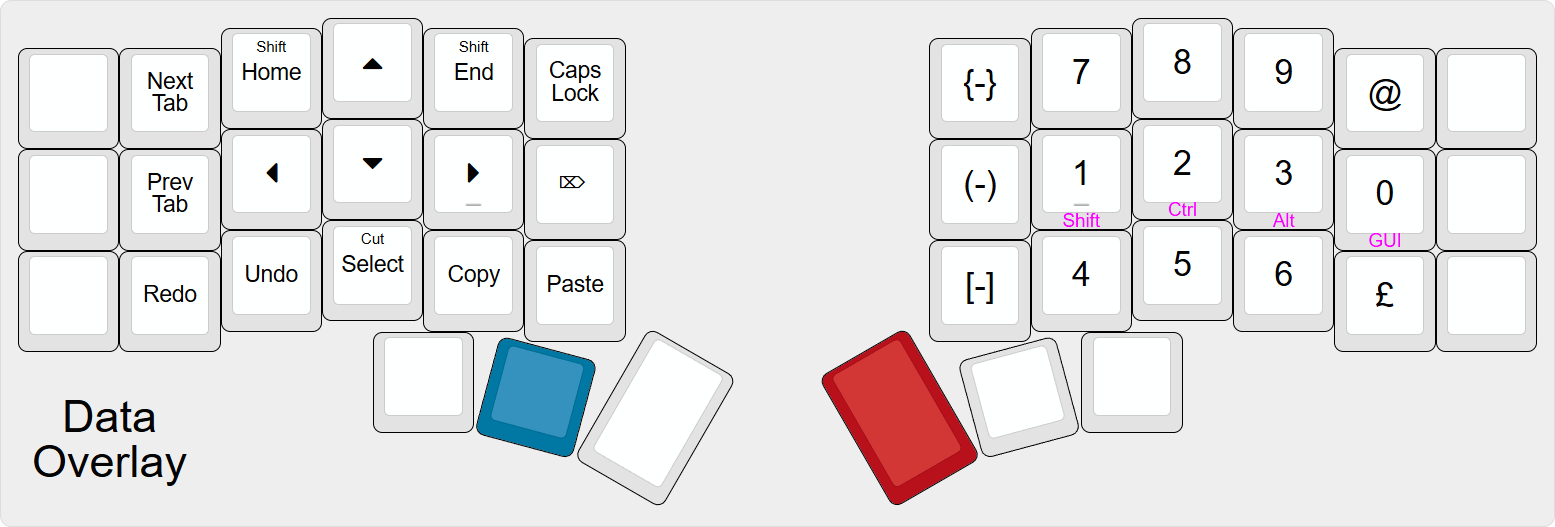 Shift
Home
▲
Shift
End
Caps
Lock
Next
Tab
{-}
7
8
9
@
Prev
Tab
◀
▼
▶
⌦
(-)
1
Shift
2
Ctrl
3
Alt
0
GUI
Redo
Undo
Cut
Select
Copy
Paste
[-]
4
5
6
£
Data
Overlay